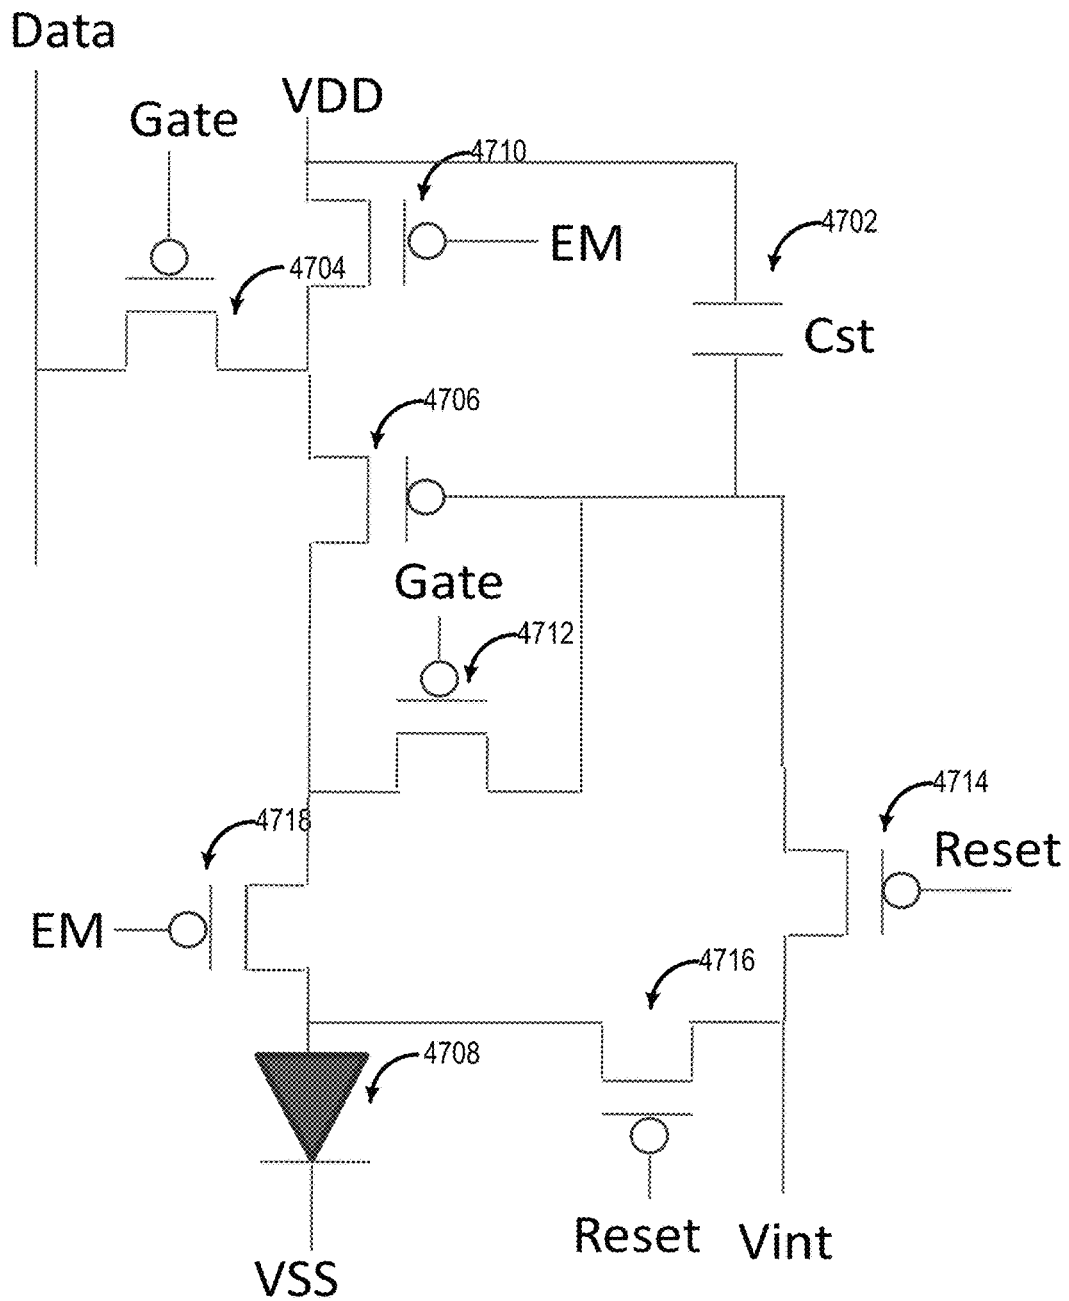 Data
VDD
Gate
4710
4702
EM
4704
Cst
4706
Gate
4712
4714
4718
Reset
EM
4716
4708
Reset
Vint
VSS